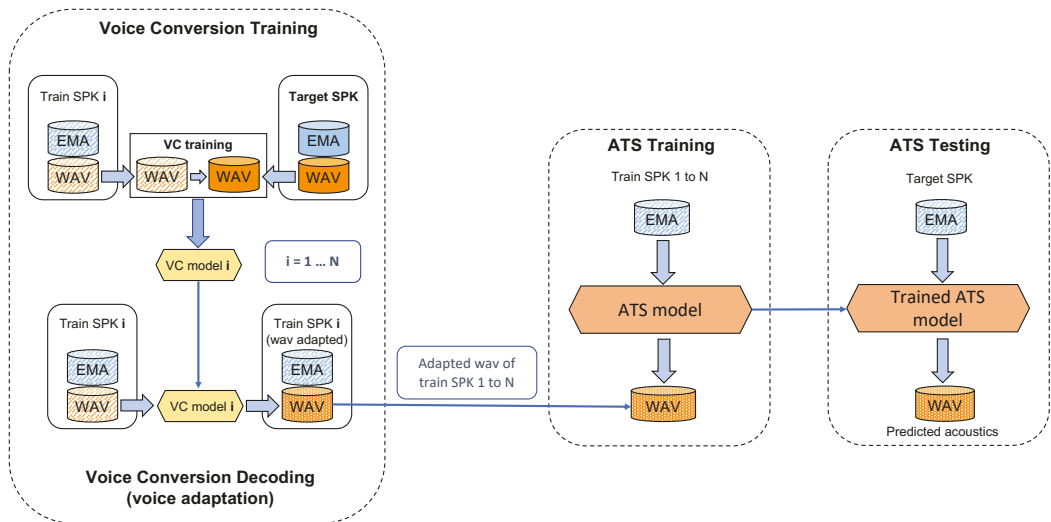 Voice Conversion Training
Train SPK i
EMA
WAV
VC training
WAV
WAV
Target SPK
EMA
WAV
VC model i
i = 1 ... N
Train SPK i
EMA
WAV
VC model i
Train SPK i
(wav adapted)
EMA
WAV
Voice Conversion Decoding
(voice adaptation)
Adapted wav of
train SPK 1 to N
ATS Training
Train SPK 1 to N
EMA
ATS model
WAV
ATS Testing
Target SPK
EMA
Trained ATS
model
WAV
Predicted acoustics